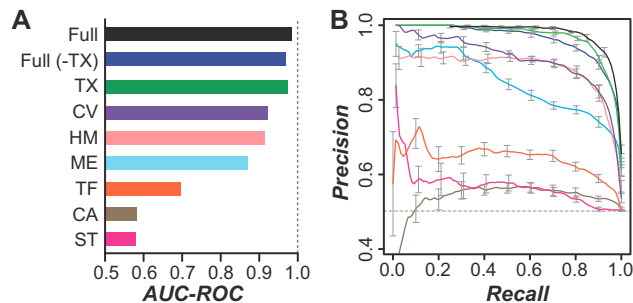 A
Full
Full (-TX)
TX
CV
HM
ME
TF
CA
ST
0.5 0.6 0.7 0.8 0.9 1.0
AUC-ROC
B
Precision
1.0
0.8
0.6
0.4
0.0 0.2 0.4 0.6 0.8 1.0
Recall